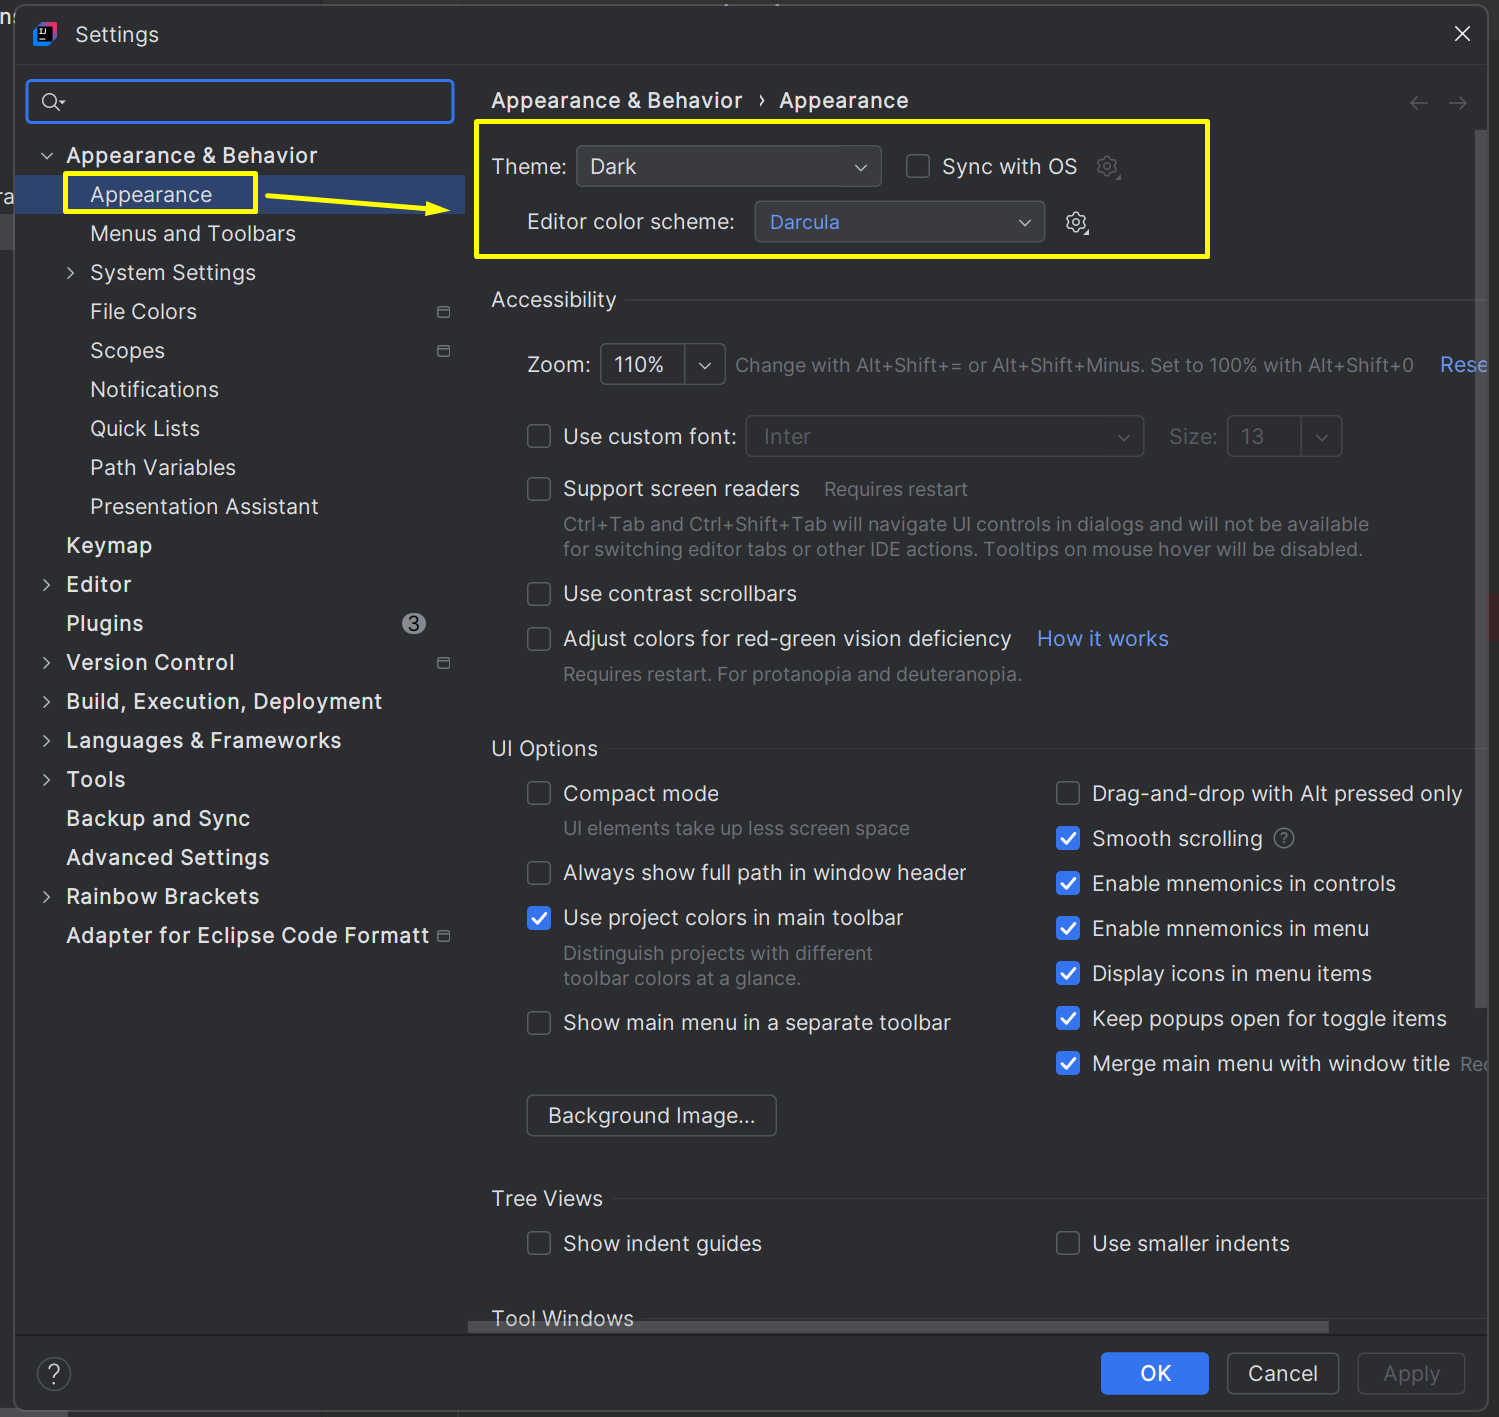 Settings
Appearance & Behavior
Appearance
Menus and Toolbars
System Settings
File Colors
Scopes
Notifications
Quick Lists
Path Variables
Presentation Assistant
Keymap
Editor
Plugins 3
Version Control
Build, Execution, Deployment
Languages & Frameworks
Tools
Backup and Sync
Advanced Settings
Rainbow Brackets
Adapter for Eclipse Code Formatt
Appearance & Behavior › Appearance
Theme: Dark Sync with OS
Editor color scheme: Darcula
Accessibility
Zoom: 110% Change with Alt+Shift+= or Alt+Shift+Minus. Set to 100% with Alt+Shift+0 Rese
Use custom font: Inter Size: 13
Support screen readers Requires restart
Ctrl+Tab and Ctrl+Shift+Tab will navigate UI controls in dialogs and will not be available
for switching editor tabs or other IDE actions. Tooltips on mouse hover will be disabled.
Use contrast scrollbars
Adjust colors for red-green vision deficiency How it works
Requires restart. For protanopia and deuteranopia.
UI Options
Compact mode
UI elements take up less screen space
Always show full path in window header
Use project colors in main toolbar
Distinguish projects with different
toolbar colors at a glance.
Show main menu in a separate toolbar
Drag-and-drop with Alt pressed only
Smooth scrolling ?
Enable mnemonics in controls
Enable mnemonics in menu
Display icons in menu items
Keep popups open for toggle items
Merge main menu with window title Rec
Background Image...
Tree Views
Show indent guides
Use smaller indents
Tool Windows
?
OK Cancel Apply